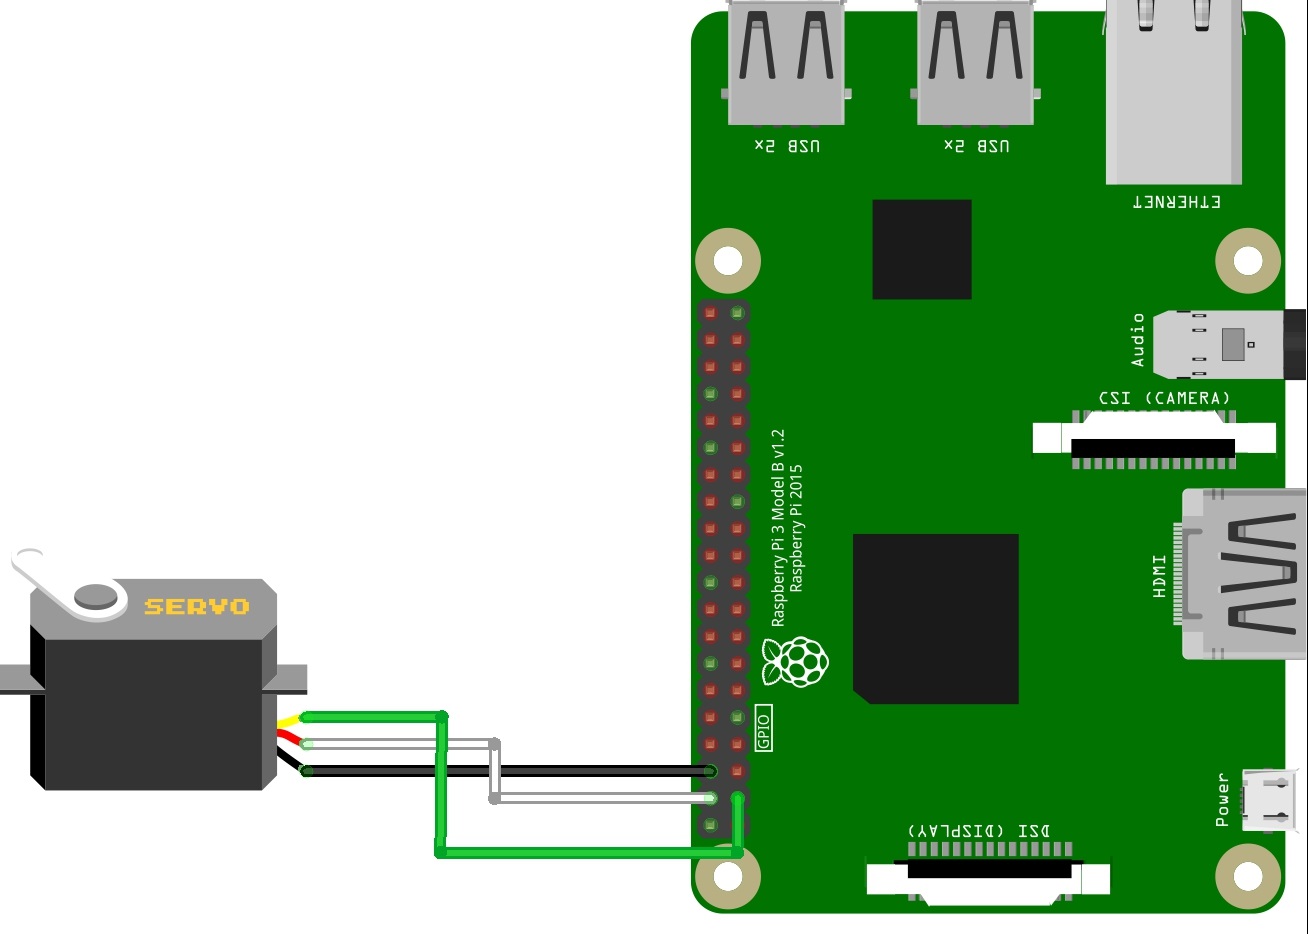 USB 2x
USB 2x
ETHERNET
Audio
CSI (CAMERA)
Raspberry Pi 3 Model B v1.2
Raspberry Pi 2015
HDMI
SERVO
GPIO
Power
DSI (DISPLAY)